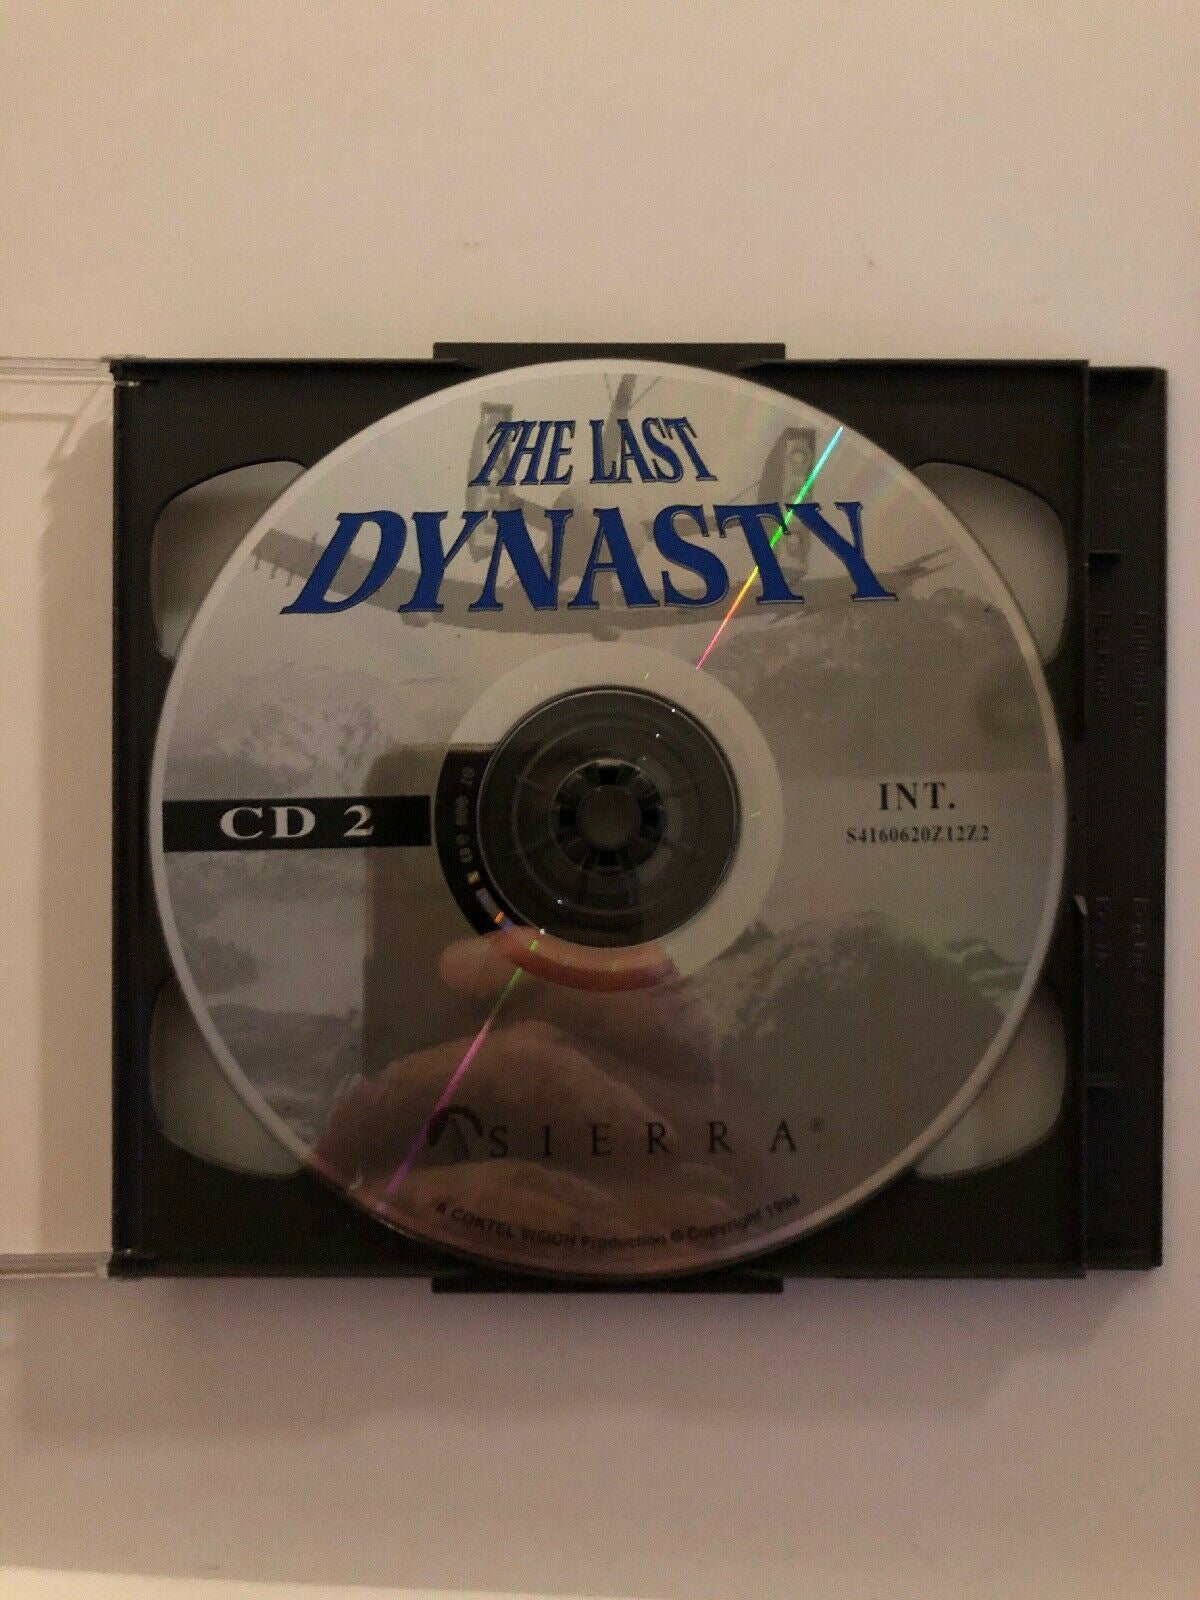 THE LAST
DYNASTY
CD 2
INT.
S4160620Z12Z2
SIERRA®
A COKTEL VISION Production © Copyright 1994